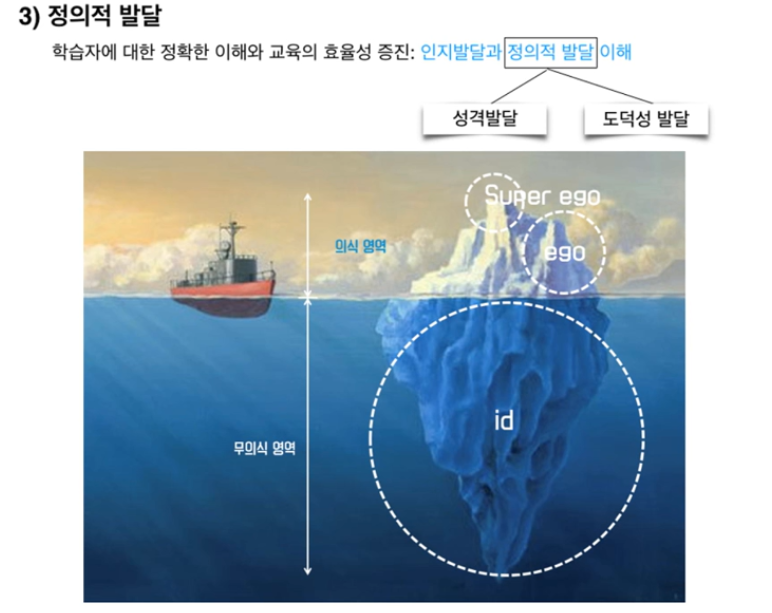 3) 정의적 발달
학습자에 대한 정확한 이해와 교육의 효율성 증진: 인지발달과 정의적 발달 이해
성격발달
도덕성 발달
Super ego
의식 영역
ego
id
무의식 영역